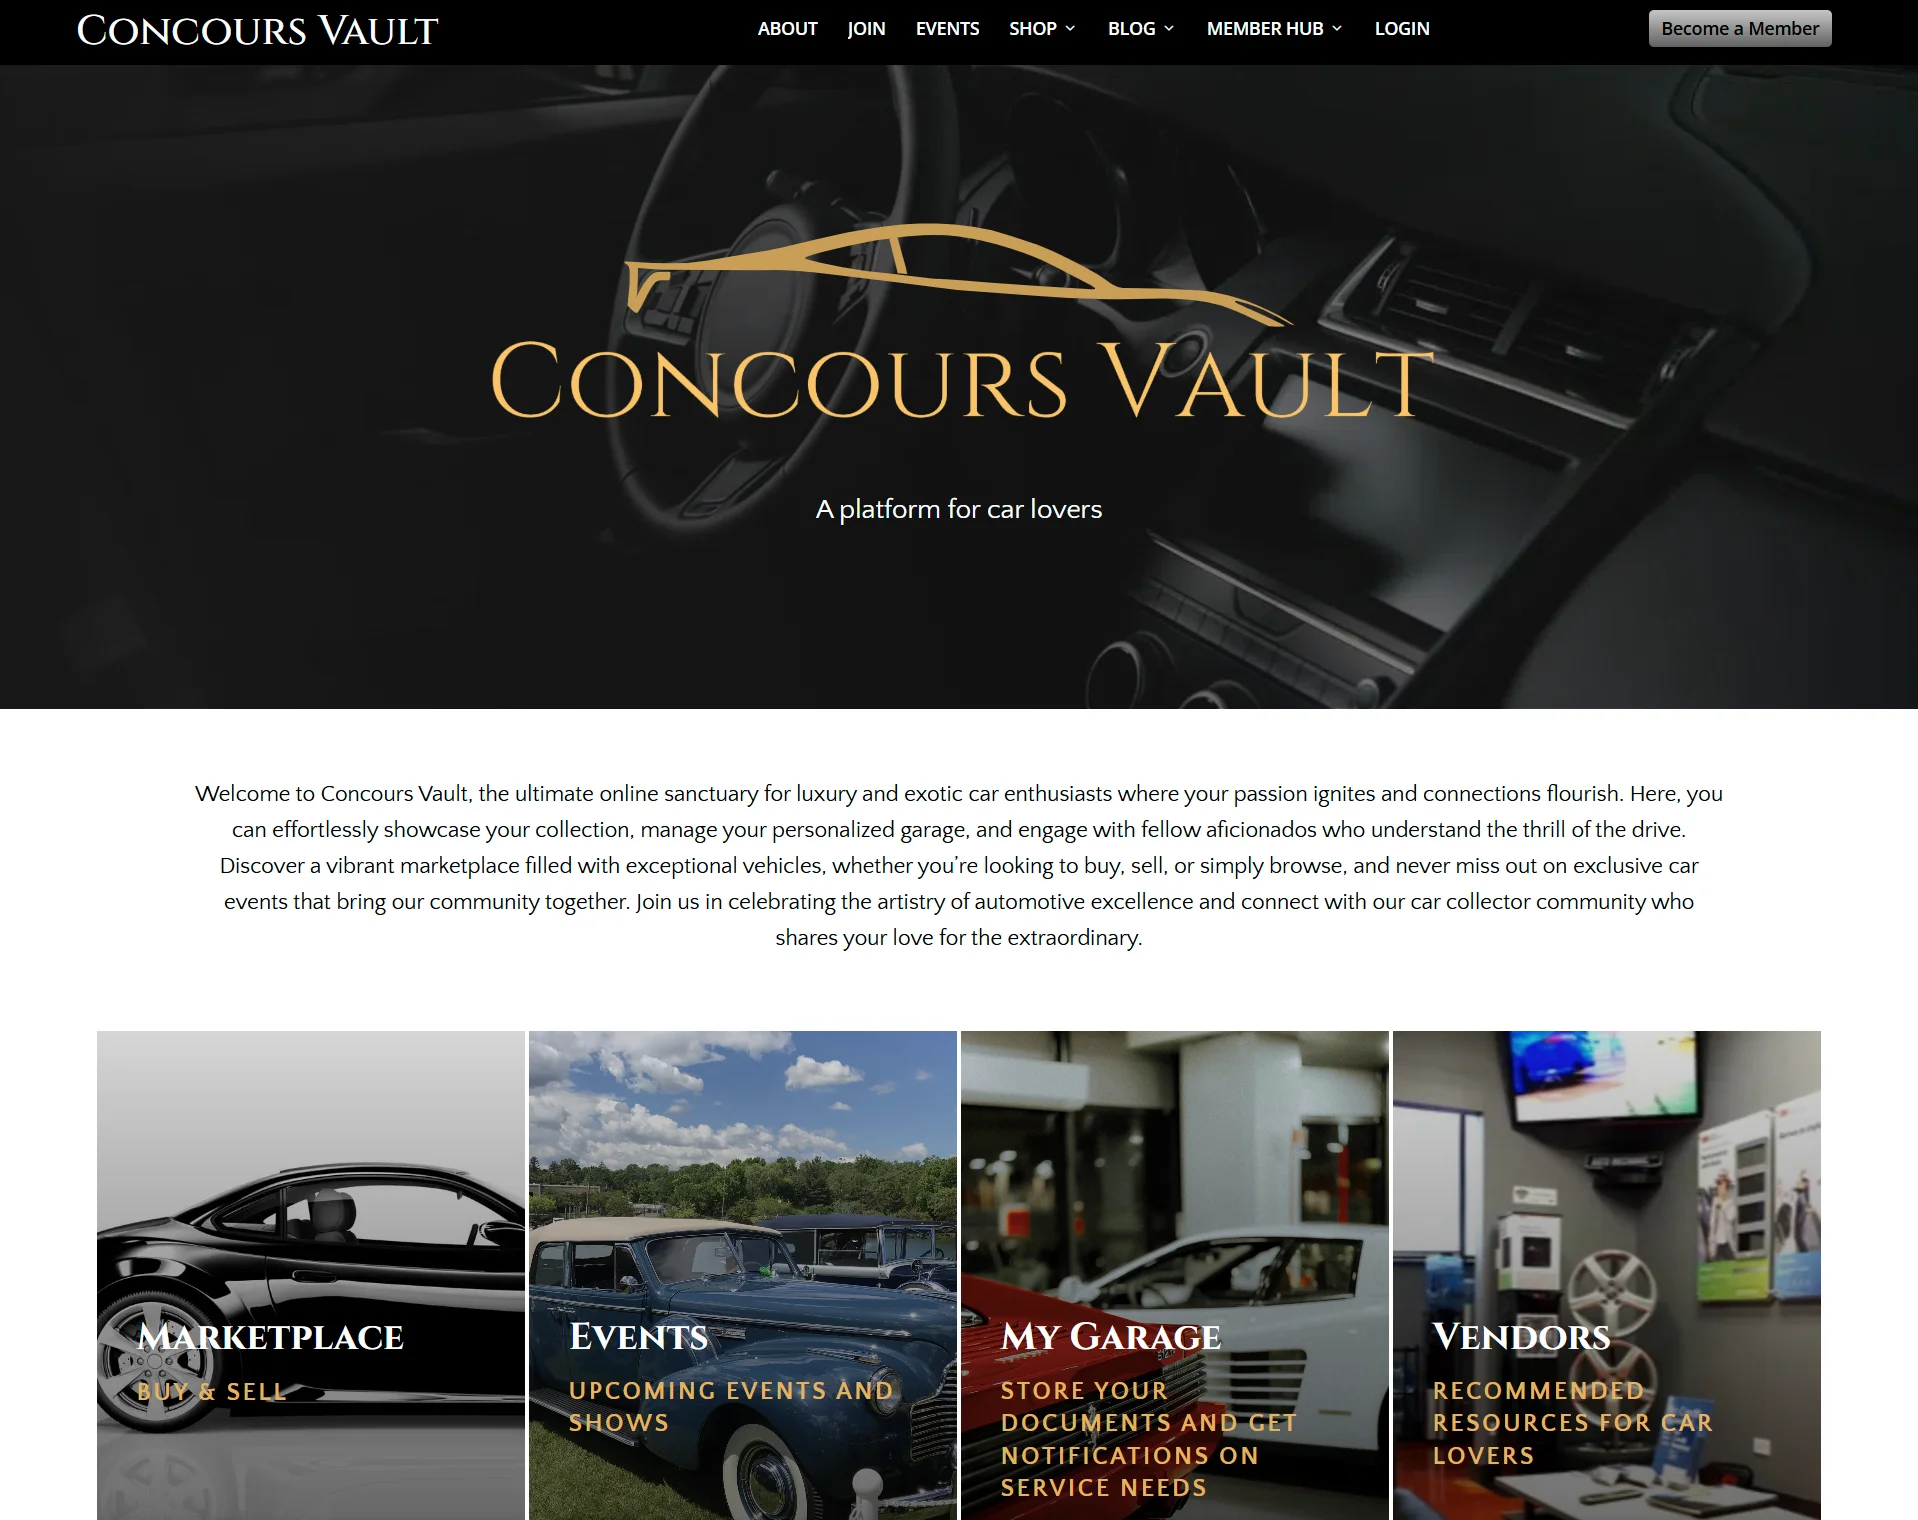 CONCOURS VAULT
ABOUT JOIN EVENTS SHOP BLOG MEMBER HUB LOGIN
Become a Member
CONCOURS VAULT
A platform for car lovers
Welcome to Concours Vault, the ultimate online sanctuary for luxury and exotic car enthusiasts where your passion ignites and connections flourish. Here, you
can effortlessly showcase your collection, manage your personalized garage, and engage with fellow aficionados who understand the thrill of the drive.
Discover a vibrant marketplace filled with exceptional vehicles, whether you’re looking to buy, sell, or simply browse, and never miss out on exclusive car
events that bring our community together. Join us in celebrating the artistry of automotive excellence and connect with our car collector community who
shares your love for the extraordinary.
MARKETPLACE
BUY & SELL
EVENTS
UPCOMING EVENTS AND
SHOWS
MY GARAGE
STORE YOUR
DOCUMENTS AND GET
NOTIFICATIONS ON
SERVICE NEEDS
VENDORS
RECOMMENDED
RESOURCES FOR CAR
LOVERS